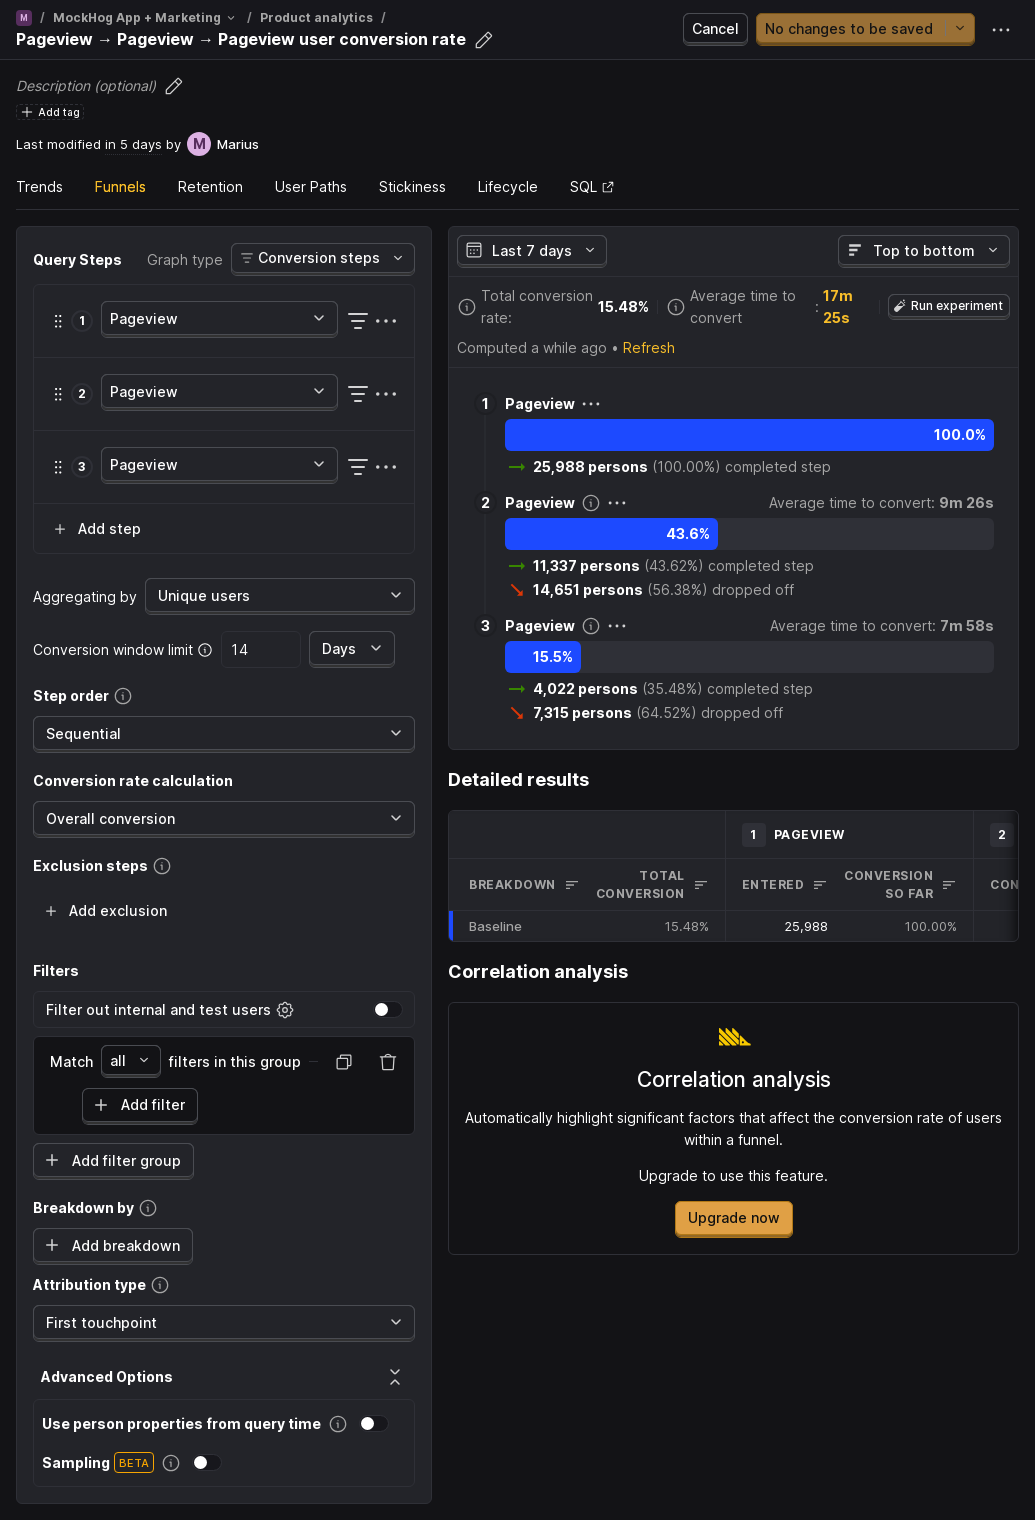 M / MockHog App + Marketing / Product analytics /
Pageview → Pageview → Pageview user conversion rate
Cancel
No changes to be saved
Description (optional)
Add tag
Last modified in 5 days by M Marius
Trends Funnels Retention User Paths Stickiness Lifecycle SQL
Query Steps Graph type Conversion steps
1 Pageview
2 Pageview
3 Pageview
Add step
Aggregating by Unique users
Conversion window limit 14 Days
Step order
Sequential
Conversion rate calculation
Overall conversion
Exclusion steps
Add exclusion
Filters
Filter out internal and test users
Match all filters in this group
Add filter
Add filter group
Breakdown by
Add breakdown
Attribution type
First touchpoint
Advanced Options
Use person properties from query time
Sampling BETA
Last 7 days
Top to bottom
Total conversion
rate:
15.48%
Average time to
convert
:
17m
25s
Run experiment
Computed a while ago • Refresh
1 Pageview
100.0%
25,988 persons (100.00%) completed step
2 Pageview Average time to convert: 9m 26s
43.6%
11,337 persons (43.62%) completed step
14,651 persons (56.38%) dropped off
3 Pageview Average time to convert: 7m 58s
15.5%
4,022 persons (35.48%) completed step
7,315 persons (64.52%) dropped off
Detailed results
1 PAGEVIEW 2
BREAKDOWN
TOTAL
CONVERSION
ENTERED
CONVERSION
SO FAR
CON
Baseline 15.48% 25,988 100.00%
Correlation analysis
Correlation analysis
Automatically highlight significant factors that affect the conversion rate of users
within a funnel.
Upgrade to use this feature.
Upgrade now